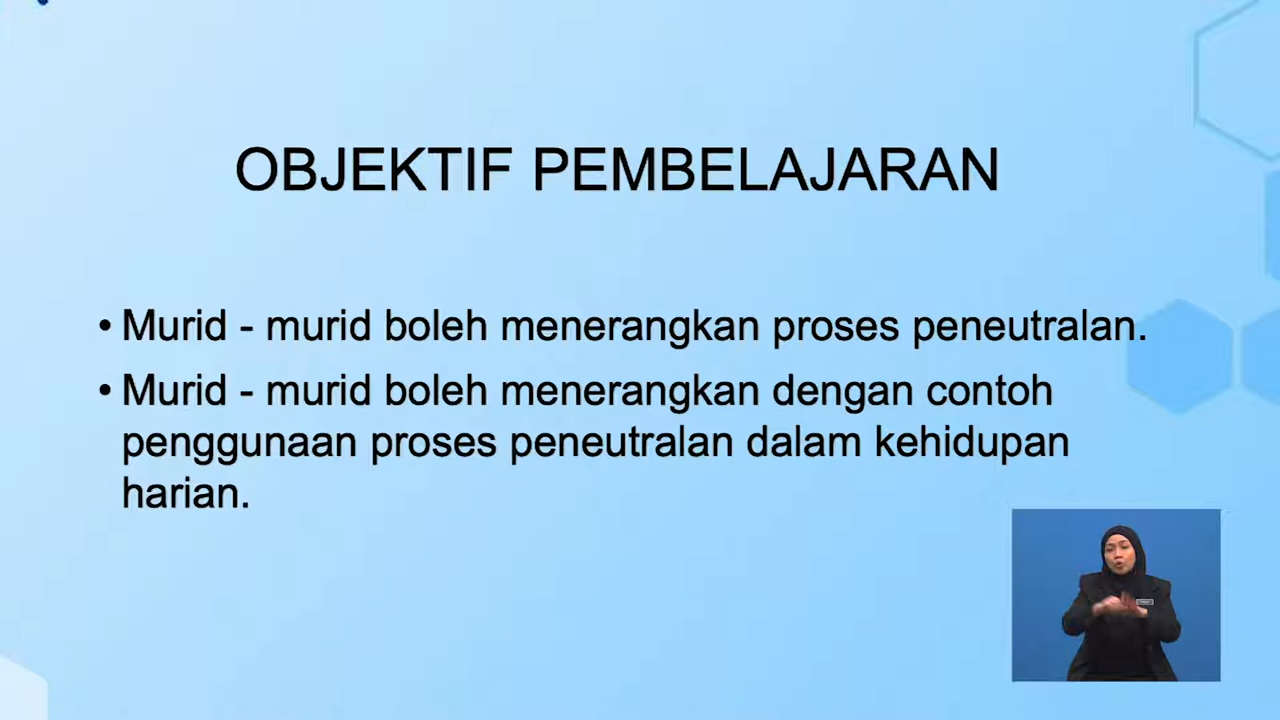 OBJEKTIF PEMBELAJARAN
• Murid - murid boleh menerangkan proses peneutralan.
• Murid - murid boleh menerangkan dengan contoh
penggunaan proses peneutralan dalam kehidupan
harian.